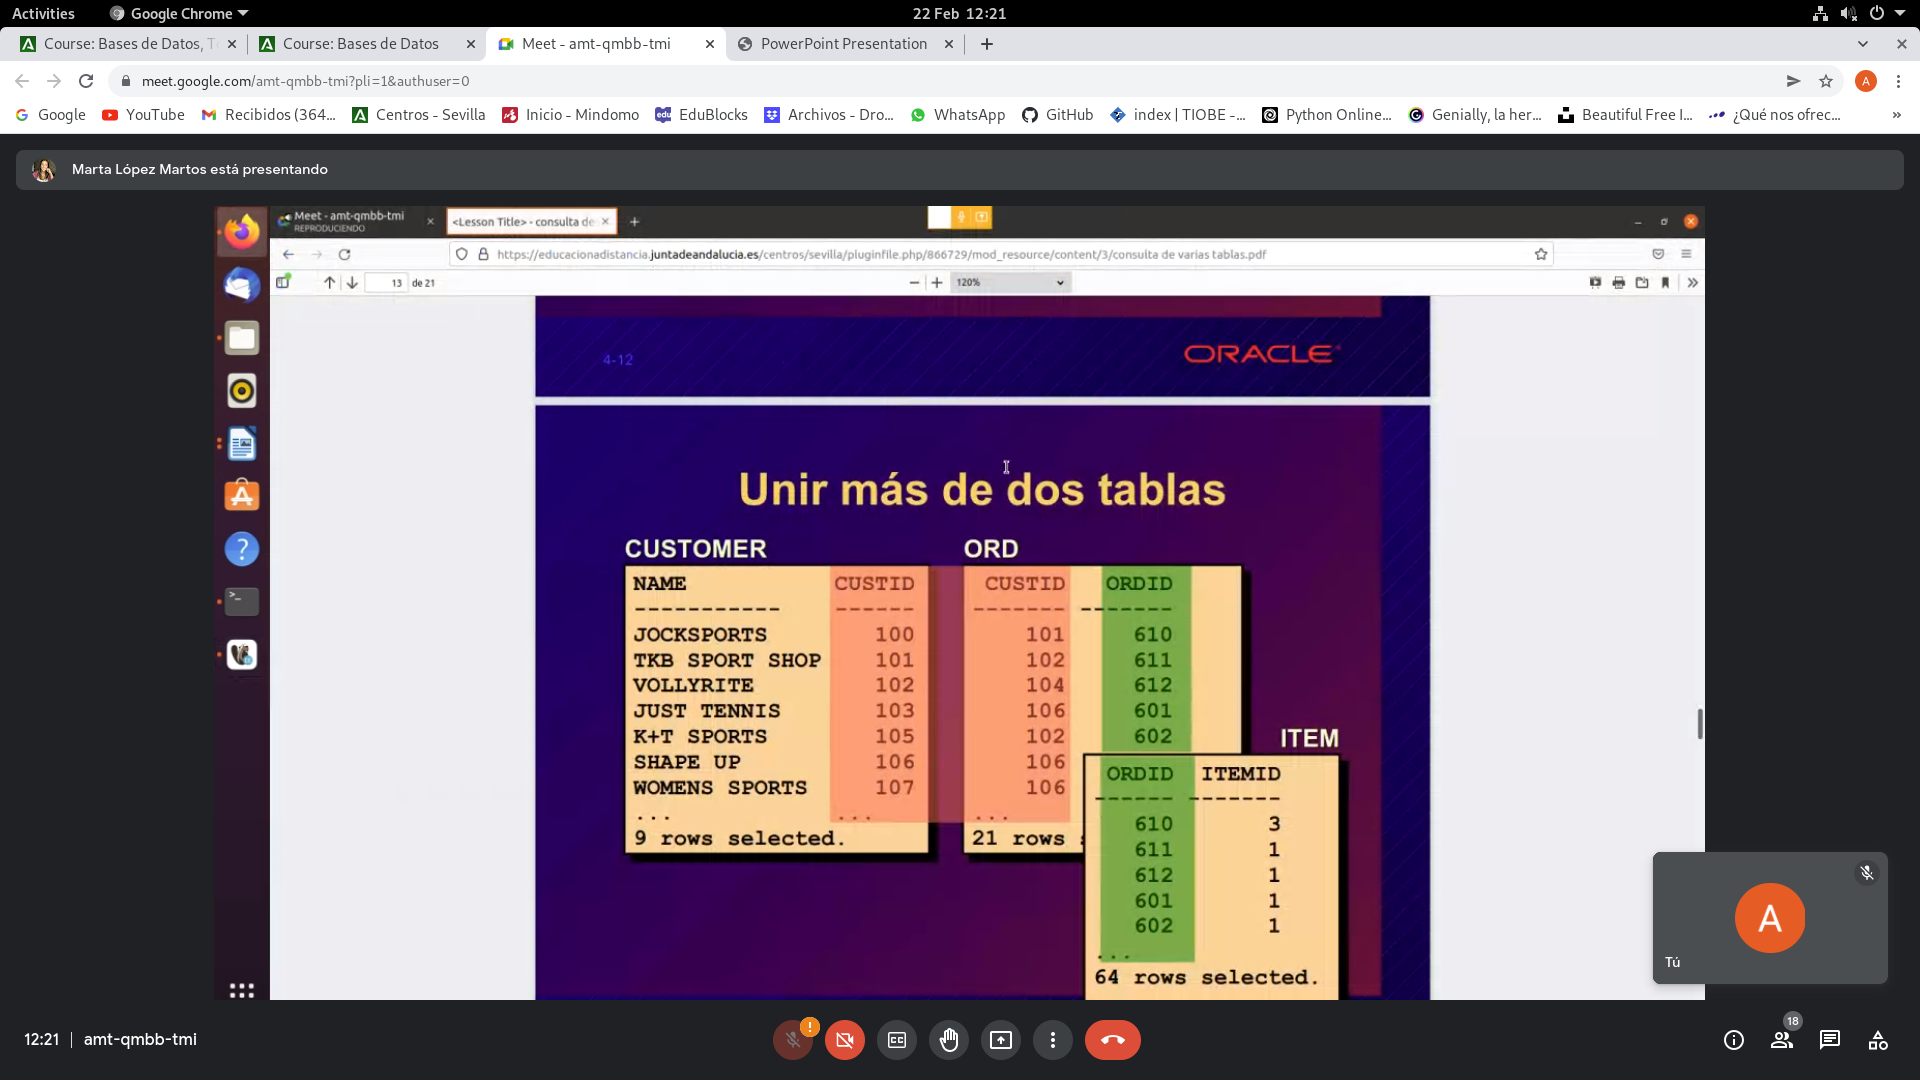 Activities
Google Chrome
22 Feb 12:21
Course: Bases de Datos, T
Course: Bases de Datos
Meet - amt-qmbb-tmi
PowerPoint Presentation
meet.google.com/amt-qmbb-tmi?pli=1&authuser=0
A
Google
YouTube
Recibidos (364...
Centros - Sevilla
Inicio - Mindomo
EduBlocks
Archivos - Dro...
WhatsApp
GitHub
index | TIOBE -...
Python Online...
Genially, la her...
Beautiful Free I...
¿Qué nos ofrec...
»
Marta López Martos está presentando
Meet - amt-qmbb-tmi
REPRODUCIENDO
<Lesson Title> - consulta de
https://educacionadistancia.juntadeandalucia.es/centros/sevilla/pluginfile.php/866729/mod_resource/content/3/consulta de varias tablas.pdf
13 de 21
120%
4-12
ORACLE
Unir más de dos tablas
CUSTOMER
NAME CUSTID
----------- ------
JOCKSPORTS 100
TKB SPORT SHOP 101
VOLLYRITE 102
JUST TENNIS 103
K+T SPORTS 105
SHAPE UP 106
WOMENS SPORTS 107
... ...
9 rows selected.
ORD
CUSTID ORDID
------- -------
101 610
102 611
104 612
106 601
102 602
106
106
...
21 rows
ITEM
ORDID ITEMID
------ -------
610 3
611 1
612 1
601 1
602 1
...
64 rows selected.
A
Tú
12:21 | amt-qmbb-tmi
18